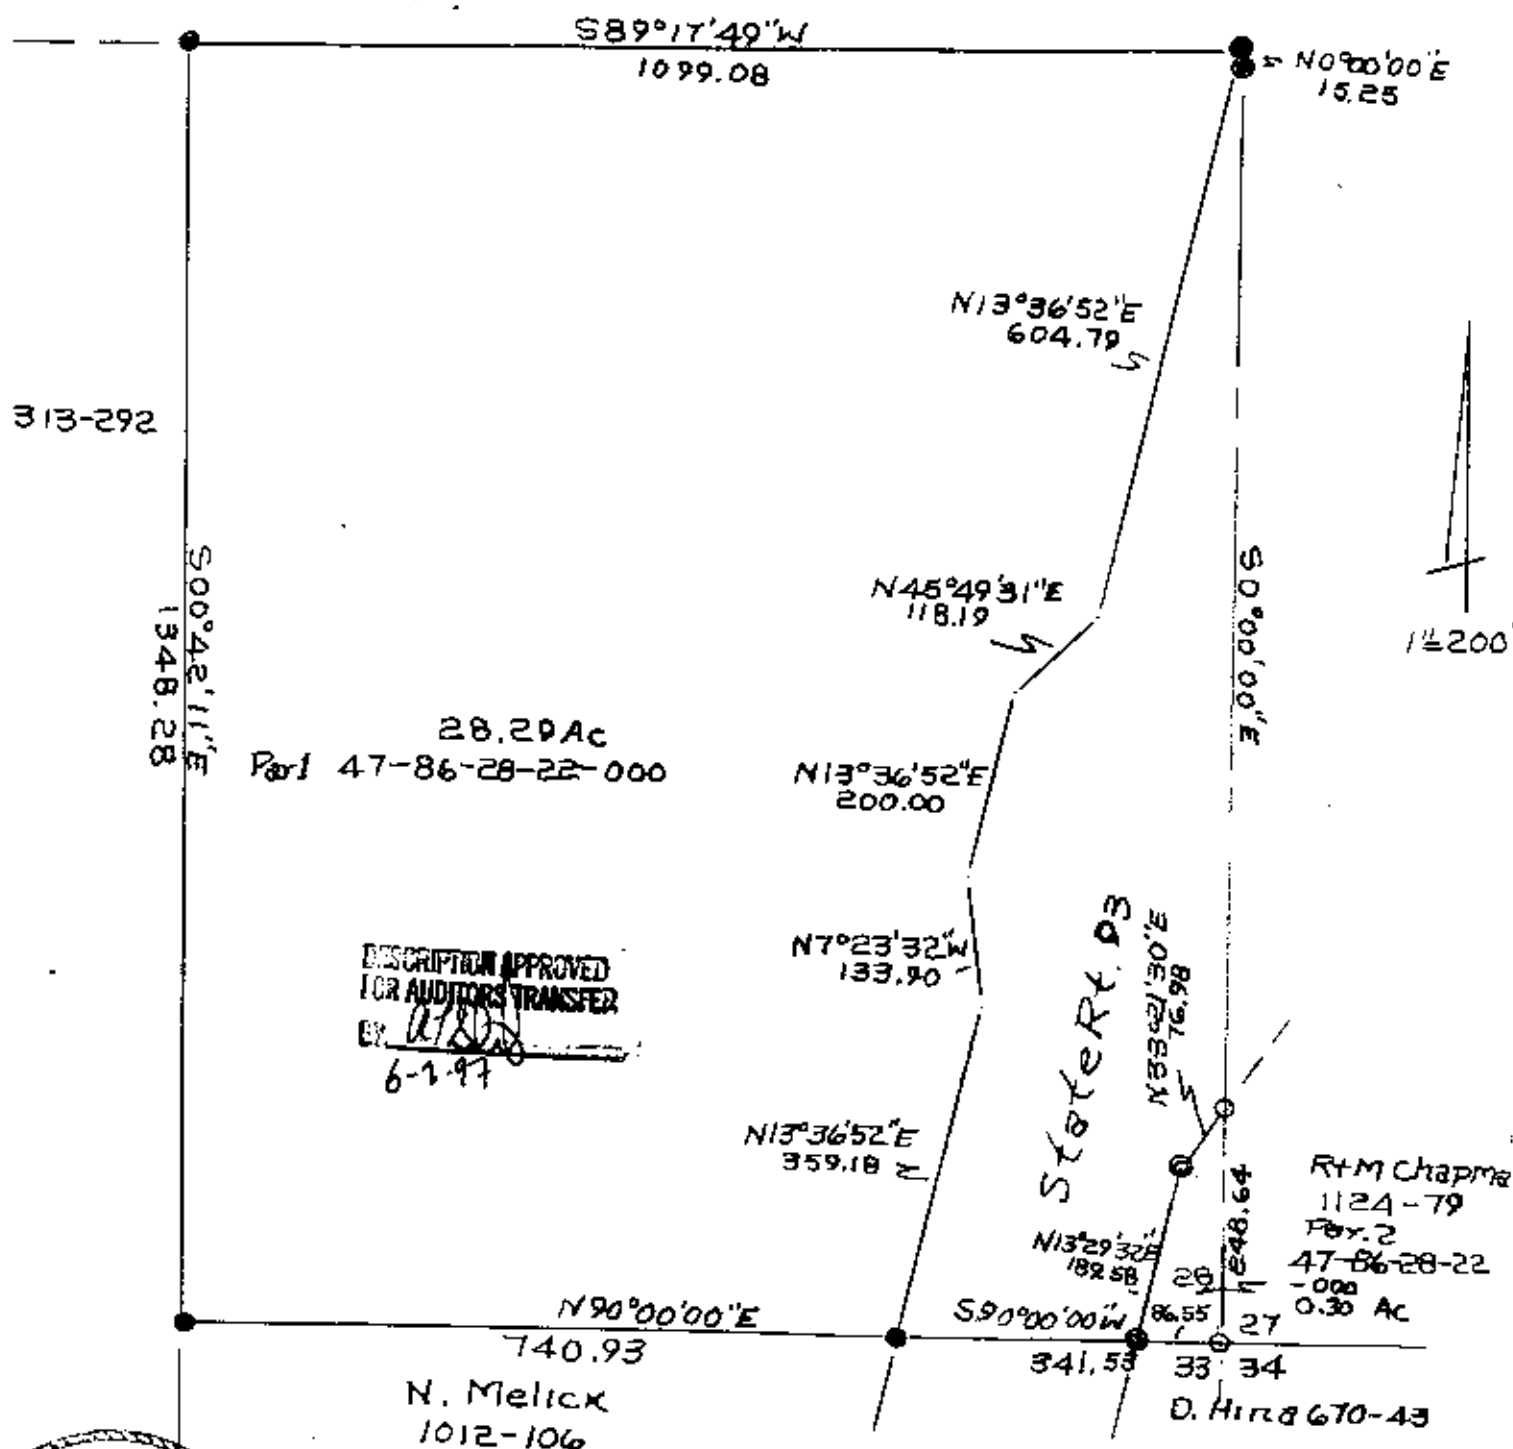 S89°17'49"W
1099.08
N0°00'00"E
15.25
N13°36'52"E
604.79
313-292
N45°49'31"E
118.19
S0°00'00"E
1"=200'
S00°42'11"E
1348.28
28.29 Ac
Par1 47-86-28-22-000
N13°36'52"E
200.00
N7°23'32"W
133.90
State Rt. 93
N33°42'30"E
76.98
DESCRIPTION APPROVED
FOR AUDITORS TRANSFER
BY
6-2-97
N13°36'52"E
359.18
248.64
R+M Chapma
1124-79
Par. 2
47-86-28-22
-000
0.30 Ac
N13°29'32"E
189.58
28
27
N90°00'00"E
740.93
S90°00'00"W
86.55
341.53
33 34
N. Melick
1012-106
D. Hina 670-43